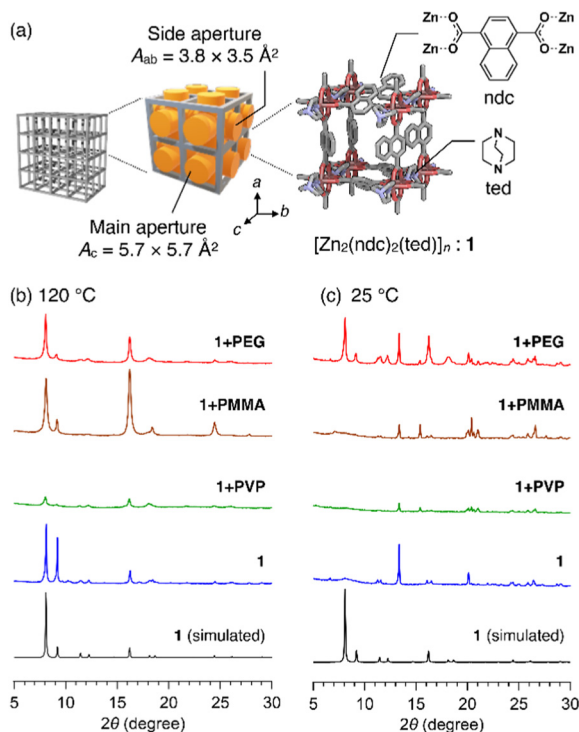 (a)
Side aperture
A_ab = 3.8 × 3.5 Å²
Zn
O
O
Zn
Zn
O
O
Zn
ndc
N
N
ted
Main aperture
A_c = 5.7 × 5.7 Å²
a
b
c
[Zn₂(ndc)₂(ted)]ₙ : 1
(b) 120 °C
1+PEG
1+PMMA
1+PVP
1
1 (simulated)
5 10 15 20 25 30
2θ (degree)
(c) 25 °C
1+PEG
1+PMMA
1+PVP
1
1 (simulated)
5 10 15 20 25 30
2θ (degree)